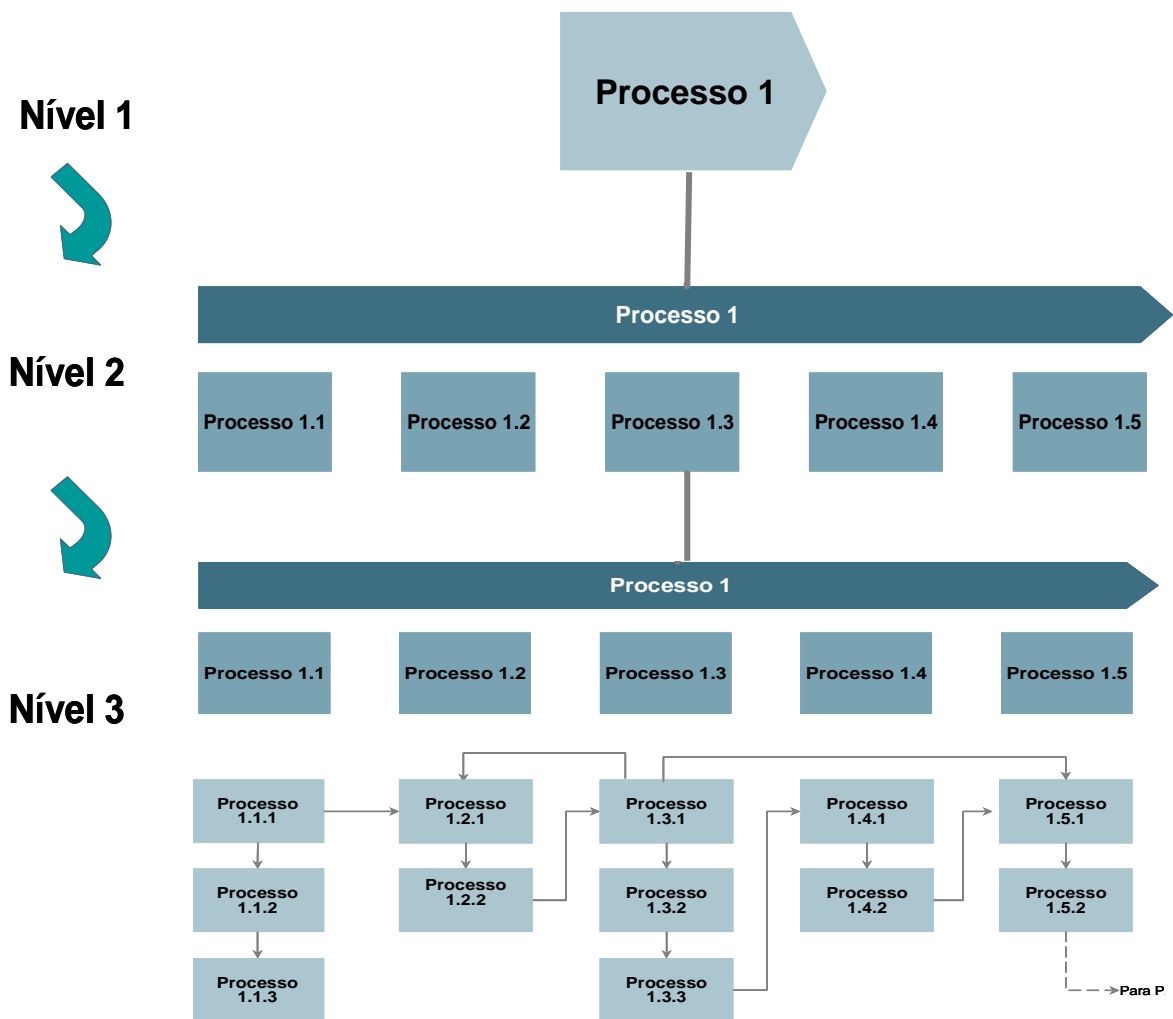 Processo 1
Nível 1
Processo 1
Nível 2
Processo 1.1
Processo 1.2
Processo 1.3
Processo 1.4
Processo 1.5
Processo 1
Processo 1.1
Processo 1.2
Processo 1.3
Processo 1.4
Processo 1.5
Nível 3
Processo
1.1.1
Processo
1.2.1
Processo
1.3.1
Processo
1.4.1
Processo
1.5.1
Processo
1.1.2
Processo
1.2.2
Processo
1.3.2
Processo
1.4.2
Processo
1.5.2
Processo
1.1.3
Processo
1.3.3
Para P